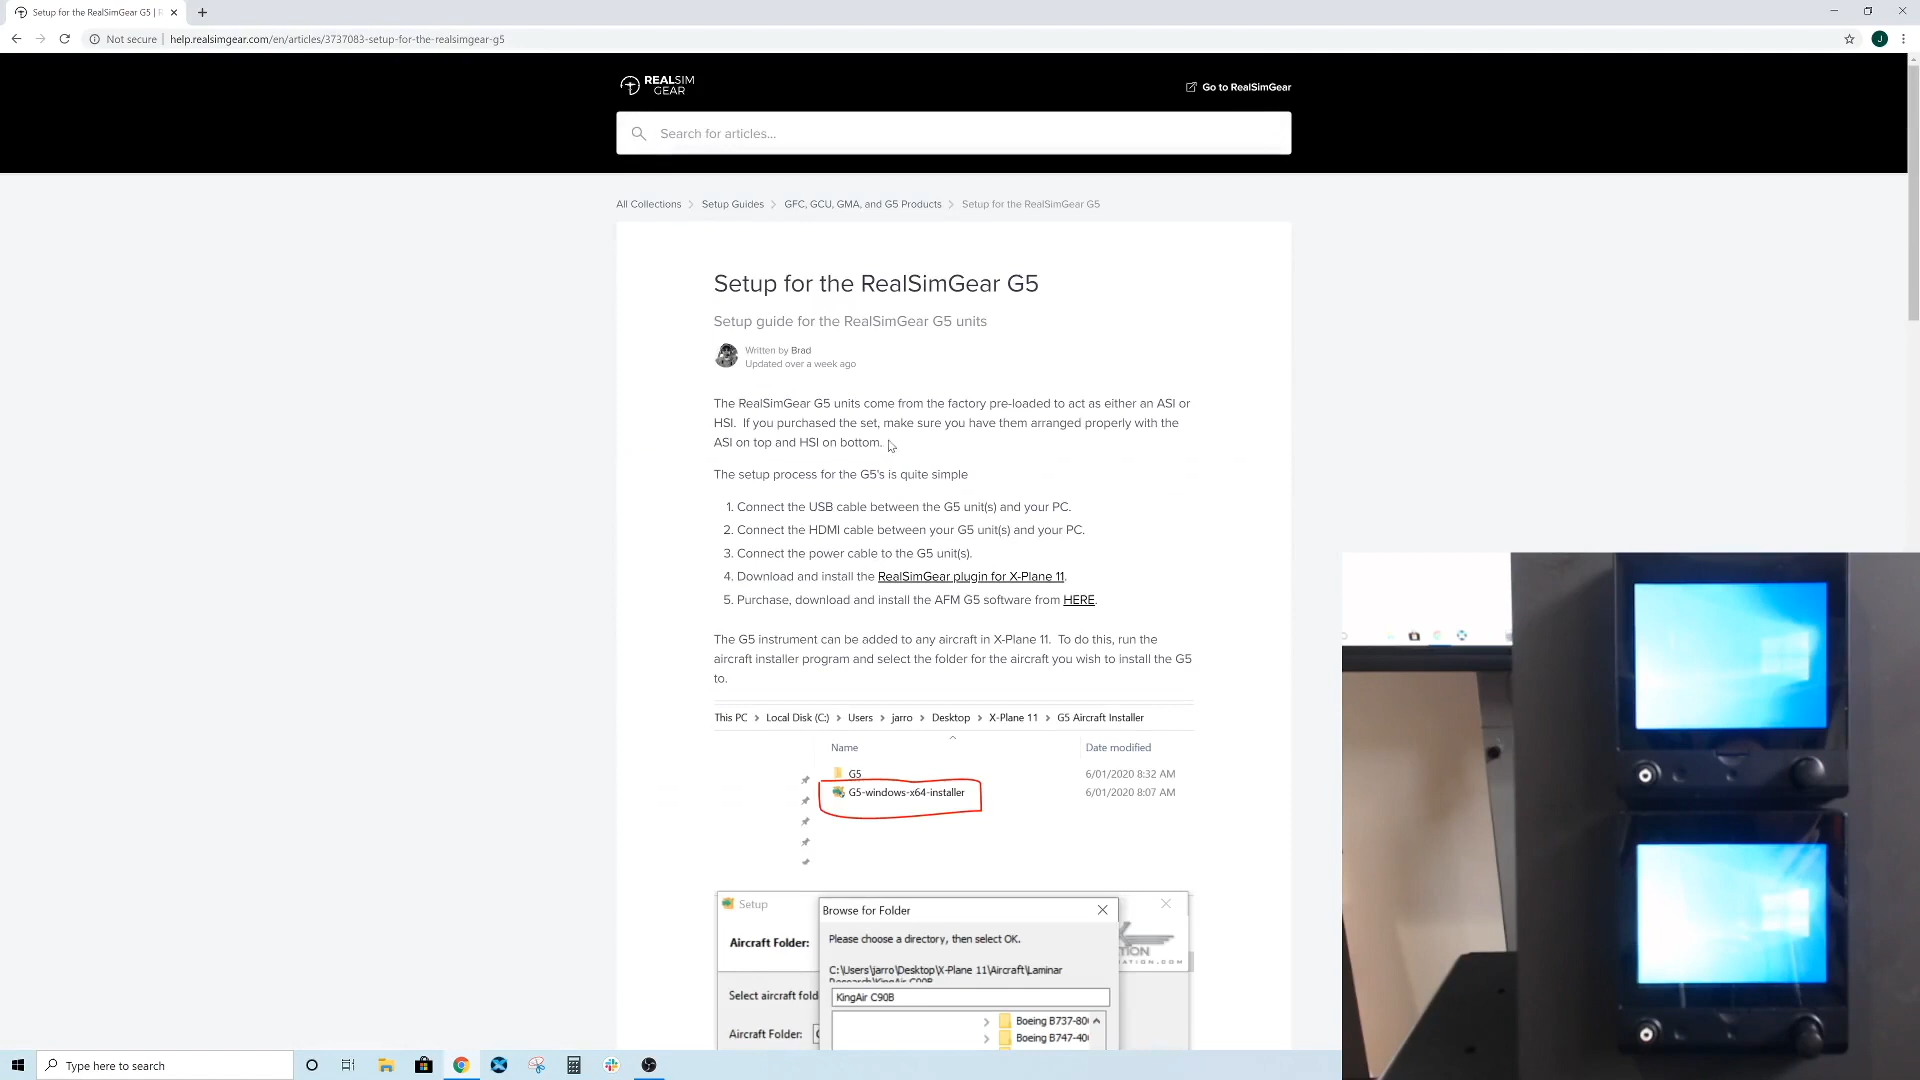 Setup for the RealSimGear G5 | R
Not secure | help.realsimgear.com/en/articles/3737083-setup-for-the-realsimgear-g5
J
REALSIM
GEAR
Go to RealSimGear
Search for articles...
All Collections > Setup Guides > GFC, GCU, GMA, and G5 Products > Setup for the RealSimGear G5
Setup for the RealSimGear G5
Setup guide for the RealSimGear G5 units
Written by Brad
Updated over a week ago
The RealSimGear G5 units come from the factory pre-loaded to act as either an ASI or
HSI. If you purchased the set, make sure you have them arranged properly with the
ASI on top and HSI on bottom.
The setup process for the G5's is quite simple
1. Connect the USB cable between the G5 unit(s) and your PC.
2. Connect the HDMI cable between your G5 unit(s) and your PC.
3. Connect the power cable to the G5 unit(s).
4. Download and install the RealSimGear plugin for X-Plane 11.
5. Purchase, download and install the AFM G5 software from HERE.
The G5 instrument can be added to any aircraft in X-Plane 11. To do this, run the
aircraft installer program and select the folder for the aircraft you wish to install the G5
to.
This PC > Local Disk (C:) > Users > jarro > Desktop > X-Plane 11 > G5 Aircraft Installer
Name Date modified
G5 6/01/2020 8:32 AM
G5-windows-x64-installer 6/01/2020 8:07 AM
Setup
Browse for Folder
Aircraft Folder:
Please choose a directory, then select OK.
C:\Users\jarro\Desktop\X-Plane 11\Aircraft\Laminar
Research\KingAir C90B
Select aircraft fold
KingAir C90B
Boeing B737-80
Aircraft Folder:
Boeing B747-40
Type here to search